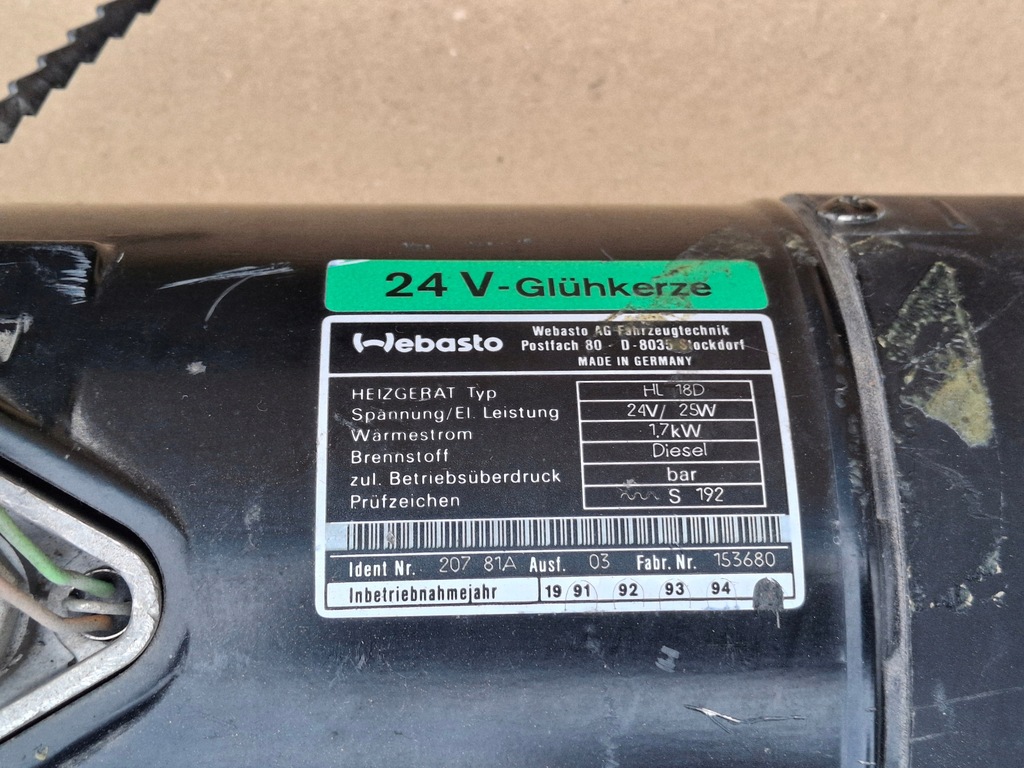 24 V-Glühkerze
Webasto
Webasto AG Fahrzeugtechnik
Postfach 80 · D-8035 Stockdorf
MADE IN GERMANY
HEIZGERÄT Typ HL 18D
Spannung/El. Leistung 24V/ 25W
Wärmestrom 1,7kW
Brennstoff Diesel
zul. Betriebsüberdruck bar
Prüfzeichen S 192
Ident Nr. 207 81A Ausf. 03 Fabr. Nr. 153680
Inbetriebnahmejahr 19 91 92 93 94